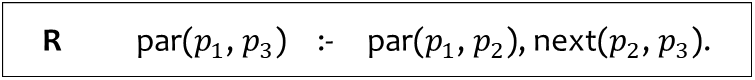 R par(p₁, p₃) :- par(p₁, p₂), next(p₂, p₃).